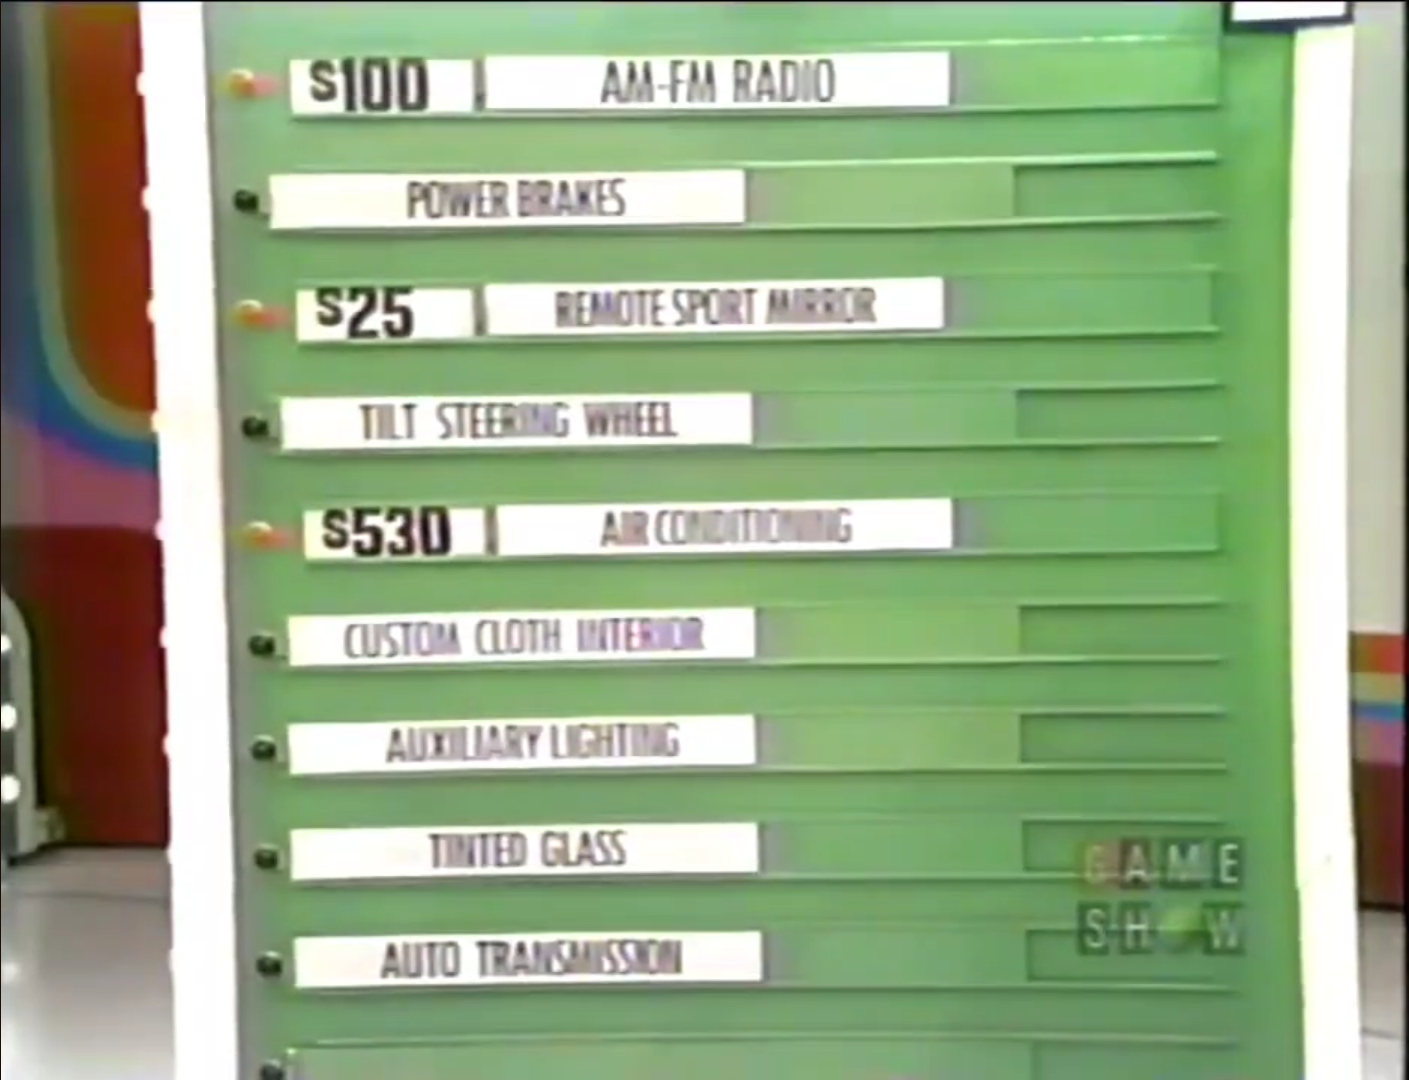 $100 AM-FM RADIO
POWER BRAKES
$25 REMOTE SPORT MIRROR
TILT STEERING WHEEL
$530 AIR CONDITIONING
CUSTOM CLOTH INTERIOR
AUXILIARY LIGHTING
TINTED GLASS
AUTO TRANSMISSION
GAME
SHOW